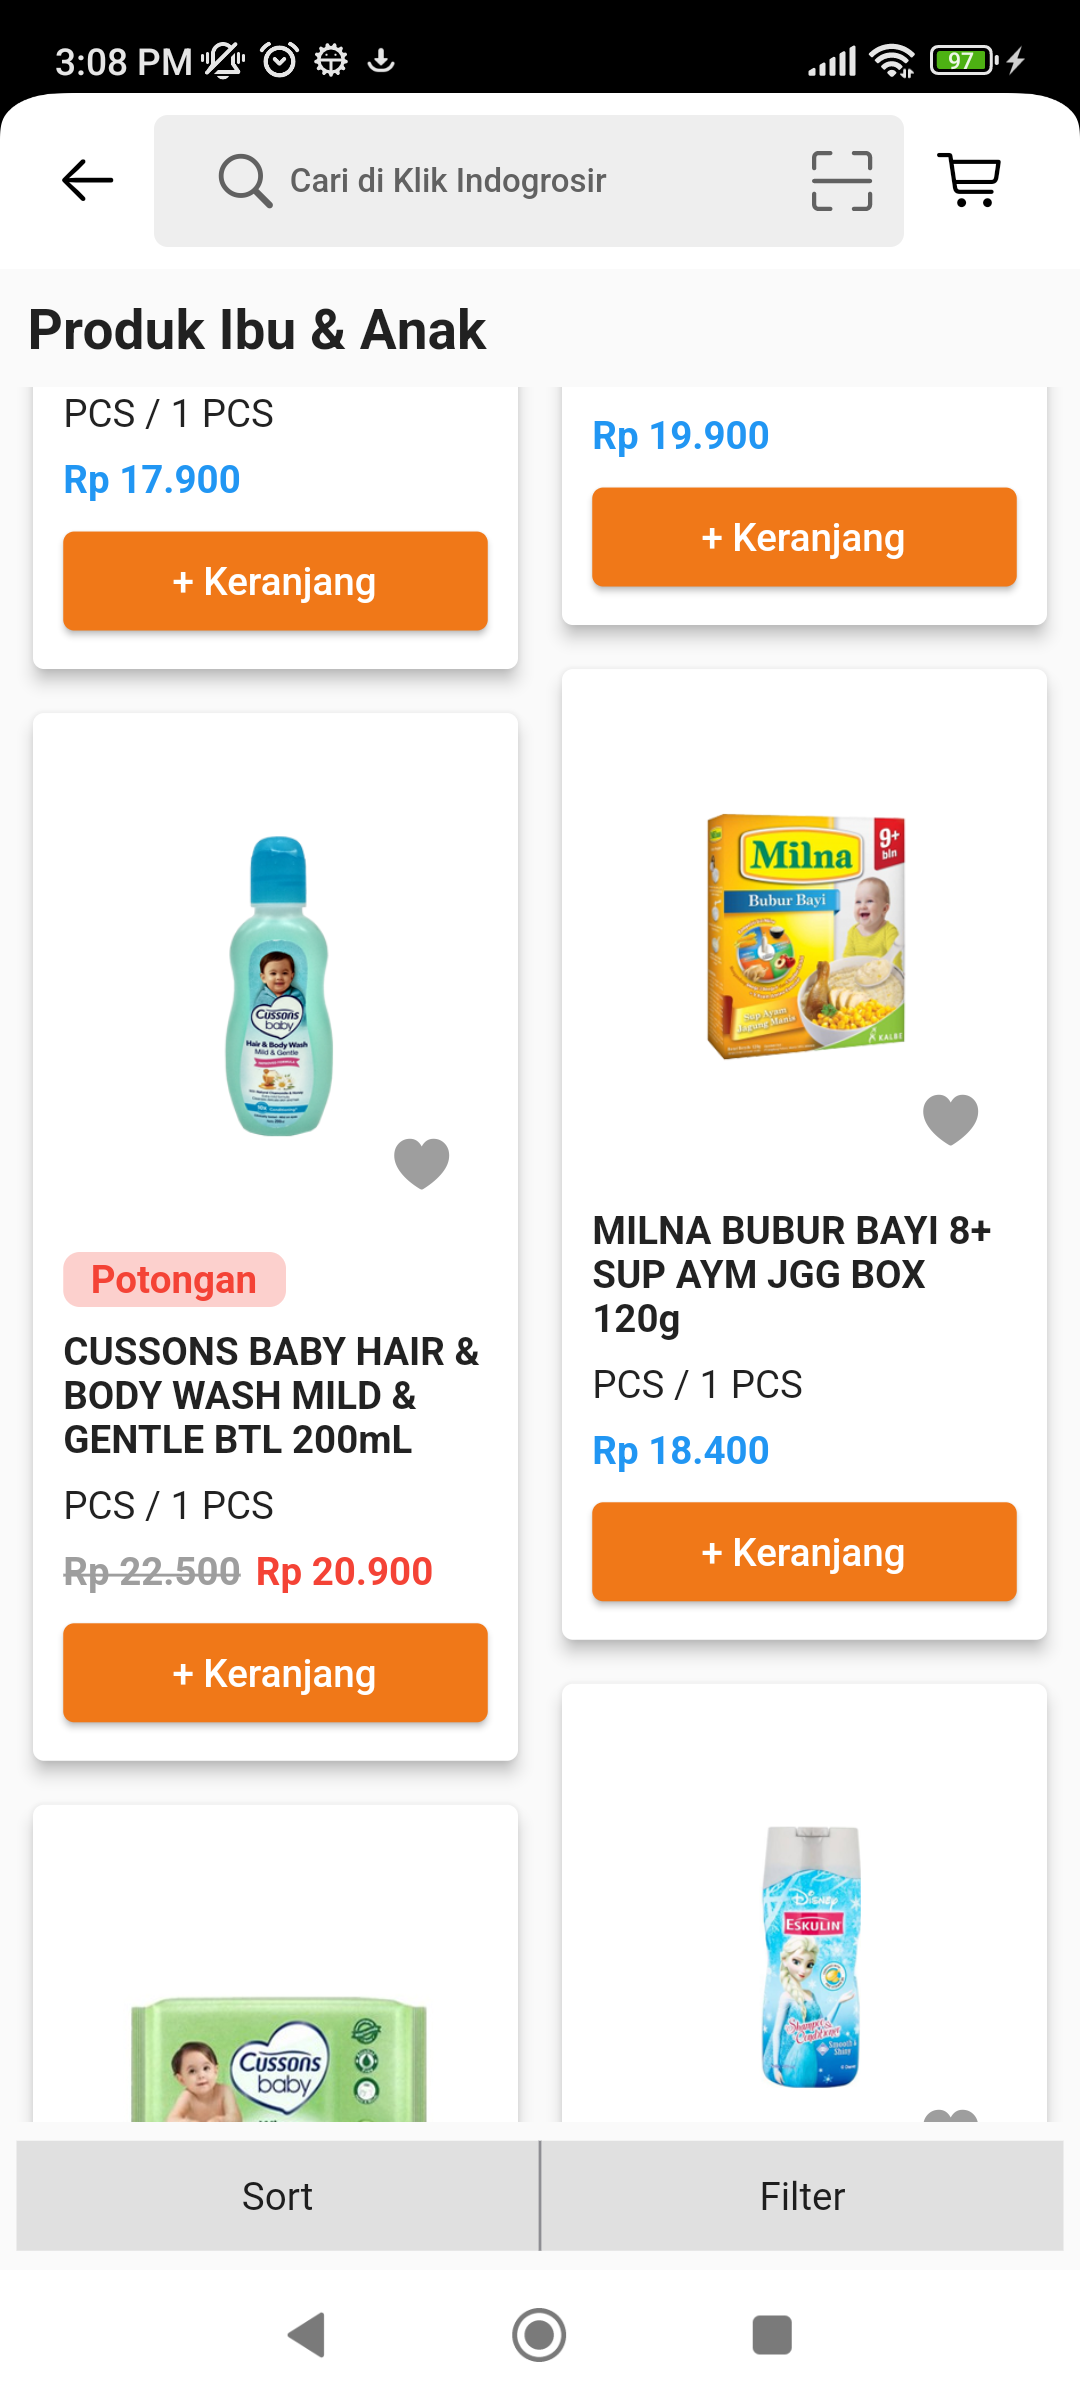 3:08 PM
97
Cari di Klik Indogrosir
Produk Ibu & Anak
PCS / 1 PCS
Rp 17.900
+ Keranjang
Rp 19.900
+ Keranjang
Cussons
baby
Hair & Body Wash
Mild & Gentle
Potongan
CUSSONS BABY HAIR &
BODY WASH MILD &
GENTLE BTL 200mL
PCS / 1 PCS
Rp 22.500 Rp 20.900
+ Keranjang
Milna
9+
bln
Bubur Bayi
Sup Ayam
Jagung Manis
KALBE
MILNA BUBUR BAYI 8+
SUP AYM JGG BOX
120g
PCS / 1 PCS
Rp 18.400
+ Keranjang
Cussons
baby
Disney
ESKULIN
Shampoo &
Conditioner
Smooth &
Shiny
Sort
Filter